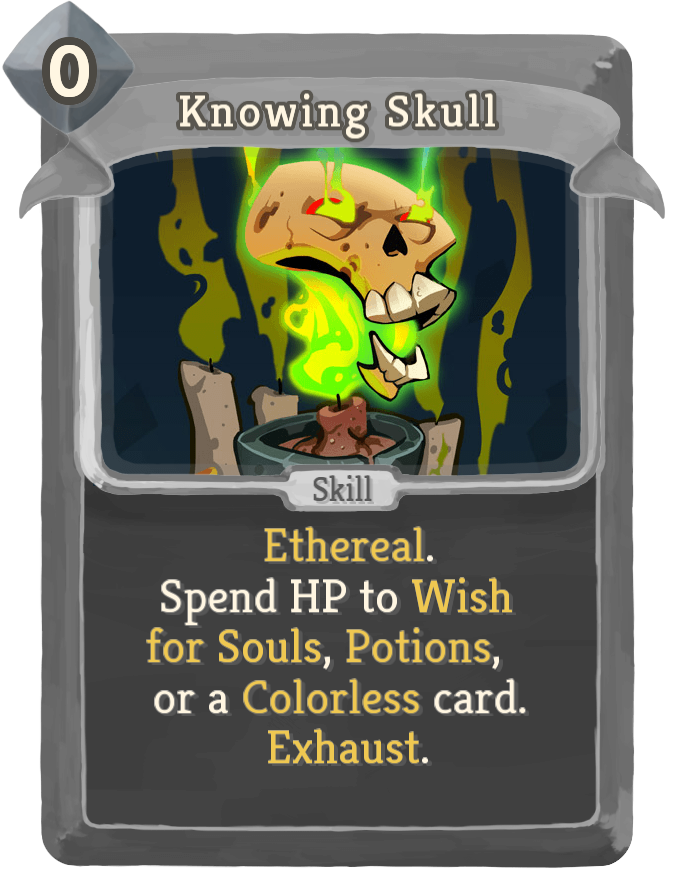 0
Knowing Skull
Skill
Ethereal.
Spend HP to Wish
for Souls, Potions,
or a Colorless card.
Exhaust.